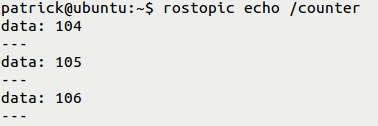 patrick@ubuntu:~$ rostopic echo /counter
data: 104
---
data: 105
---
data: 106
---